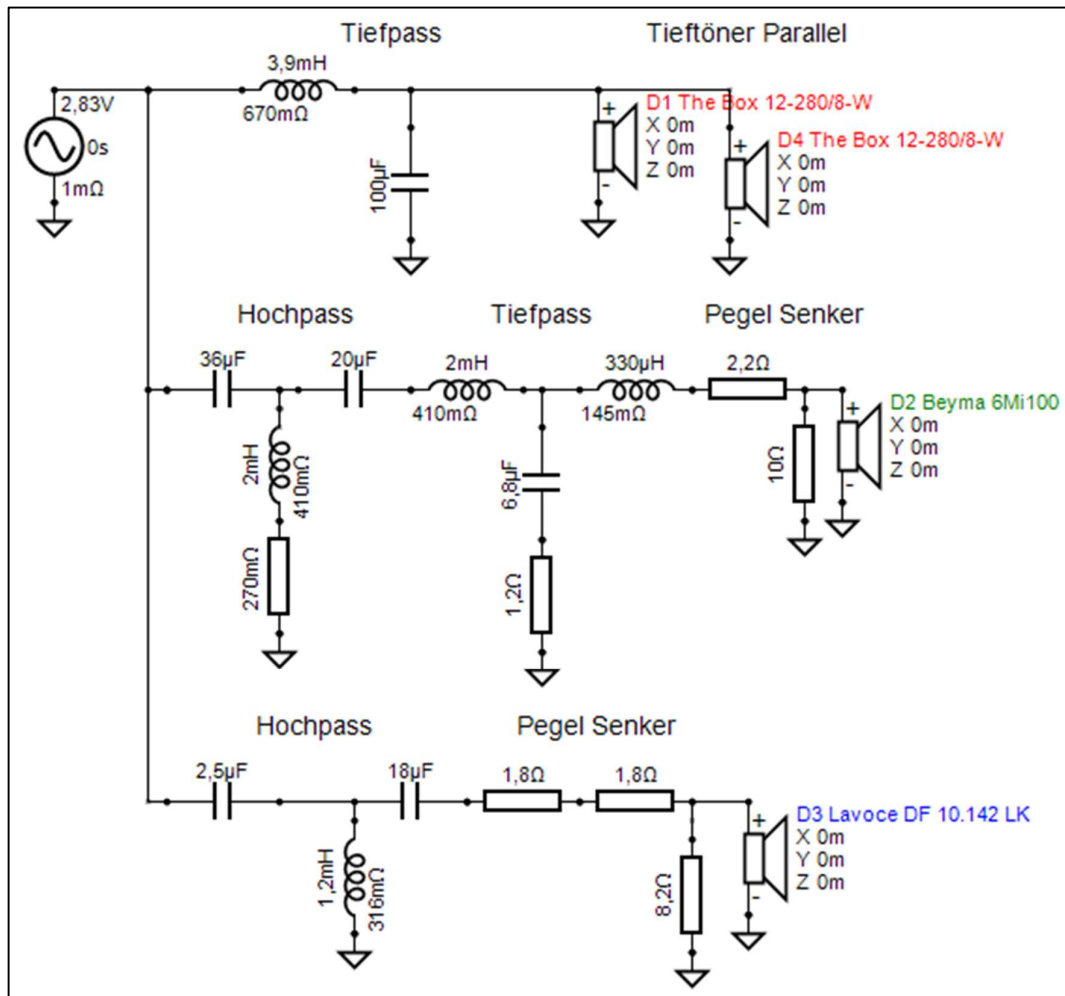 Tiefpass
Tieftöner Parallel
3,9mH
670mΩ
2,83V
0s
1mΩ
100µF
+
-
D1 The Box 12-280/8-W
X 0m
Y 0m
Z 0m
+
-
D4 The Box 12-280/8-W
X 0m
Y 0m
Z 0m
Hochpass
Tiefpass
Pegel Senker
36µF
20µF
2mH
410mΩ
330µH
145mΩ
2,2Ω
2mH
410mΩ
270mΩ
6,8µF
1,2Ω
10Ω
+
-
D2 Beyma 6Mi100
X 0m
Y 0m
Z 0m
Hochpass
Pegel Senker
2,5µF
18µF
1,8Ω
1,8Ω
1,2mH
316mΩ
8,2Ω
+
-
D3 Lavoce DF 10.142 LK
X 0m
Y 0m
Z 0m